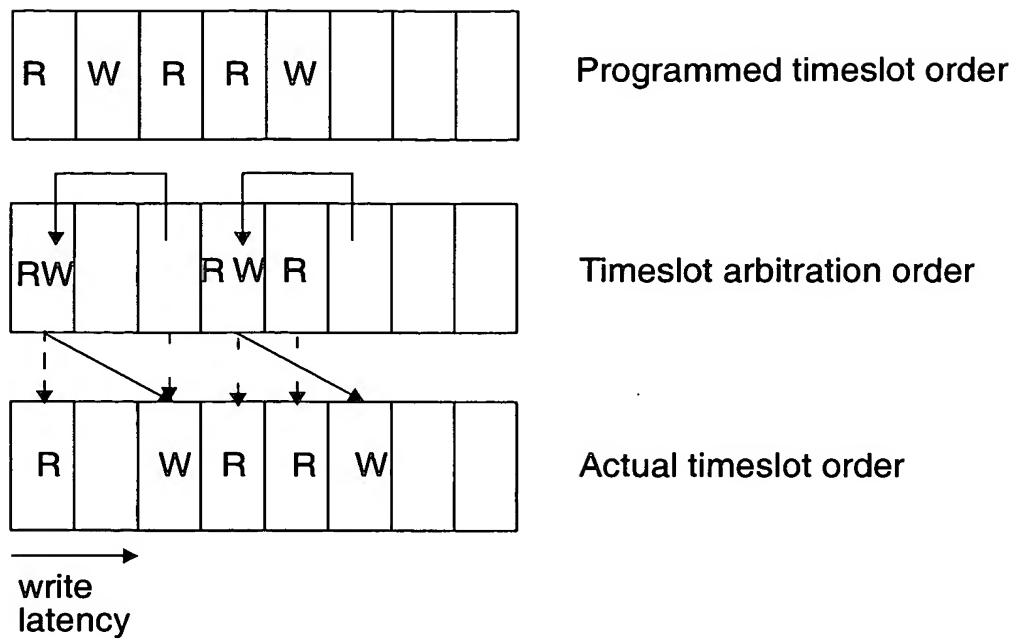 R W R R W
Programmed timeslot order
RW R W R
Timeslot arbitration order
R W R R W
Actual timeslot order
write
latency